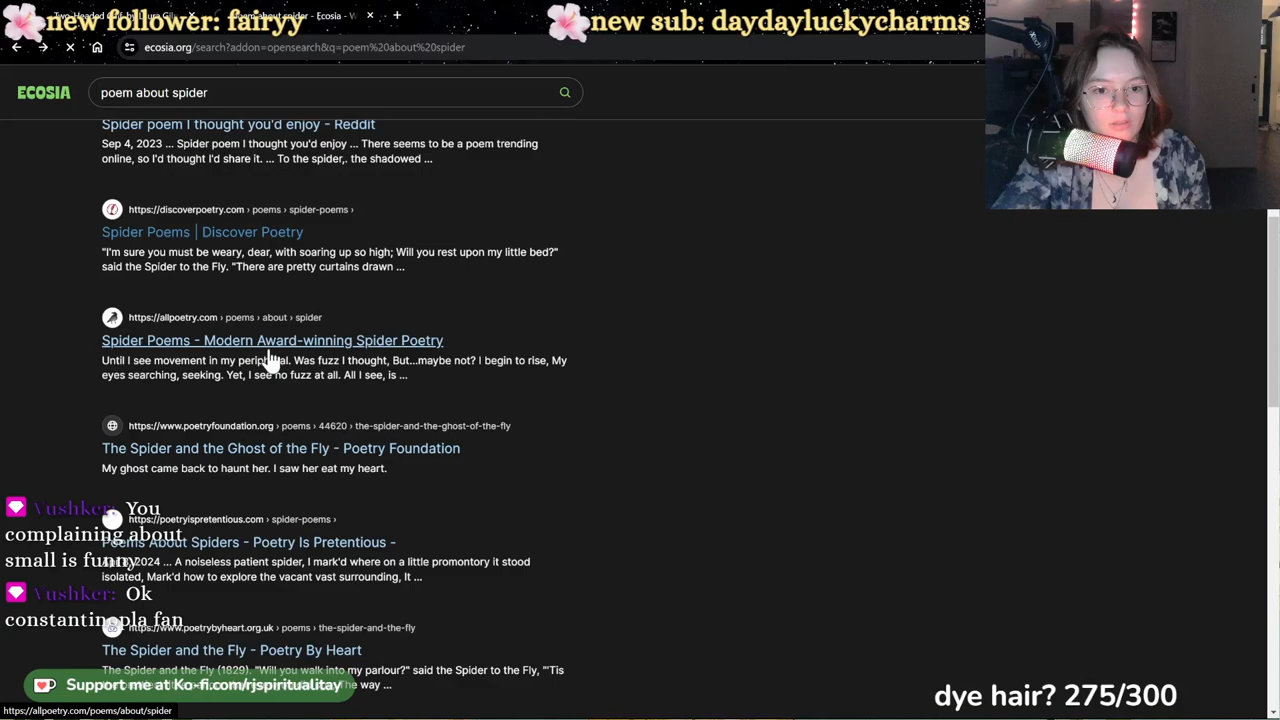 new follower: fairyy
new sub: daydayluckycharms
poem about spider - Ecosia
ecosia.org/search?addon=opensearch&q=poem%20about%20spider
ECOSIA
poem about spider
Spider poem I thought you'd enjoy - Reddit
Sep 4, 2023 ... Spider poem I thought you'd enjoy ... There seems to be a poem trending
online, so I'd thought I'd share it. ... To the spider,. the shadowed ...
https://discoverpoetry.com › poems › spider-poems ›
Spider Poems | Discover Poetry
"I'm sure you must be weary, dear, with soaring up so high; Will you rest upon my little bed?"
said the Spider to the Fly. "There are pretty curtains drawn ...
https://allpoetry.com › poems › about › spider
Spider Poems - Modern Award-winning Spider Poetry
Until I see movement in my peripheral. Was fuzz I thought, But...maybe not? I begin to rise, My
eyes searching, seeking. Yet, I see no fuzz at all. All I see, is ...
https://www.poetryfoundation.org › poems › 44620 › the-spider-and-the-ghost-of-the-fly
The Spider and the Ghost of the Fly - Poetry Foundation
My ghost came back to haunt her. I saw her eat my heart.
Vushker: You
complaining about
small is funny
https://poetryispretentious.com › spider-poems ›
Poems About Spiders - Poetry Is Pretentious -
2024 ... A noiseless patient spider, I mark'd where on a little promontory it stood
isolated, Mark'd how to explore the vacant vast surrounding, It ...
Vushker: Ok
constantinopla fan
https://www.poetrybyheart.org.uk › poems › the-spider-and-the-fly
The Spider and the Fly - Poetry By Heart
The Spider and the Fly (1829). "Will you walk into my parlour?" said the Spider to the Fly, "'Tis
Support me at Ko-fi.com/rjspirituality
The way ...
dye hair? 275/300
https://allpoetry.com/poems/about/spider